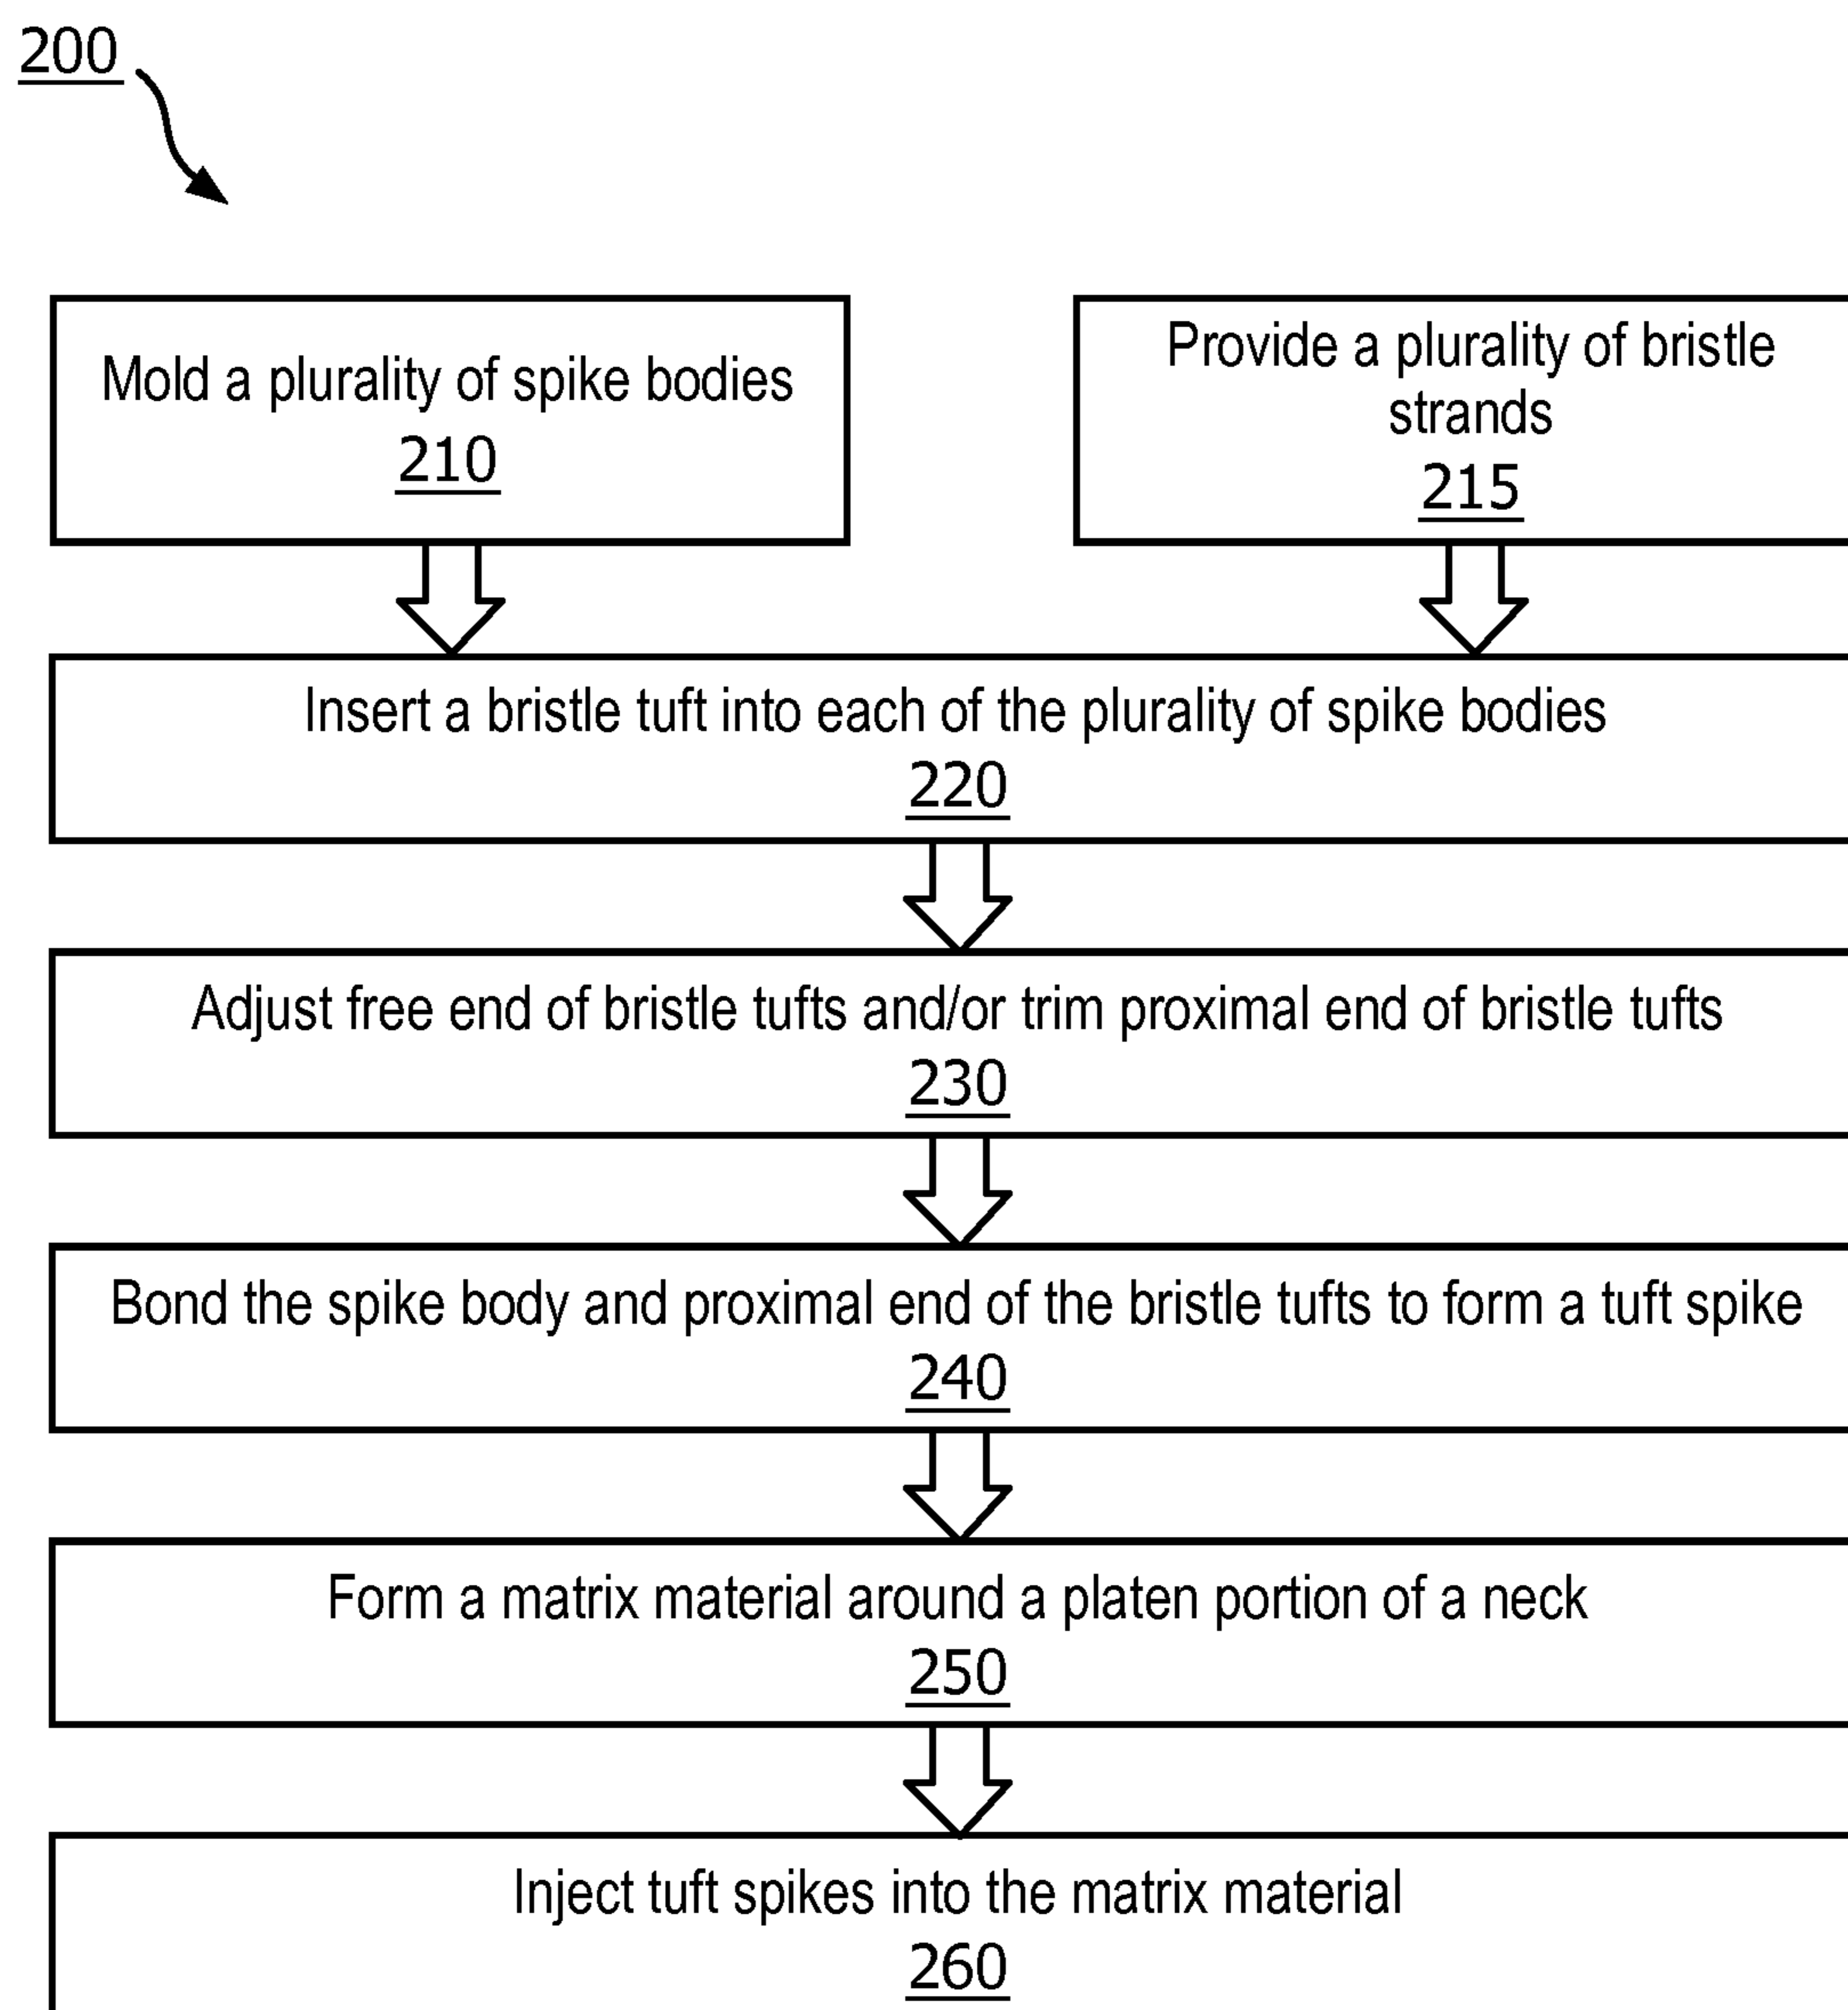 200
Mold a plurality of spike bodies
210
Provide a plurality of bristle
strands
215
Insert a bristle tuft into each of the plurality of spike bodies
220
Adjust free end of bristle tufts and/or trim proximal end of bristle tufts
230
Bond the spike body and proximal end of the bristle tufts to form a tuft spike
240
Form a matrix material around a platen portion of a neck
250
Inject tuft spikes into the matrix material
260